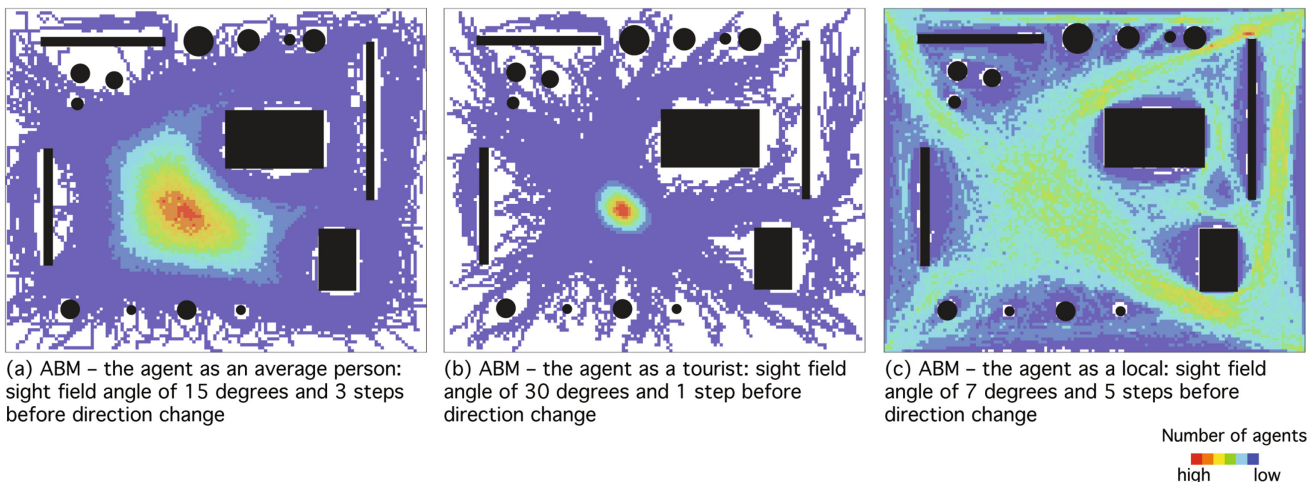 (a) ABM – the agent as an average person:
sight field angle of 15 degrees and 3 steps
before direction change
(b) ABM – the agent as a tourist: sight field
angle of 30 degrees and 1 step before
direction change
(c) ABM – the agent as a local: sight field
angle of 7 degrees and 5 steps before
direction change
Number of agents
high low